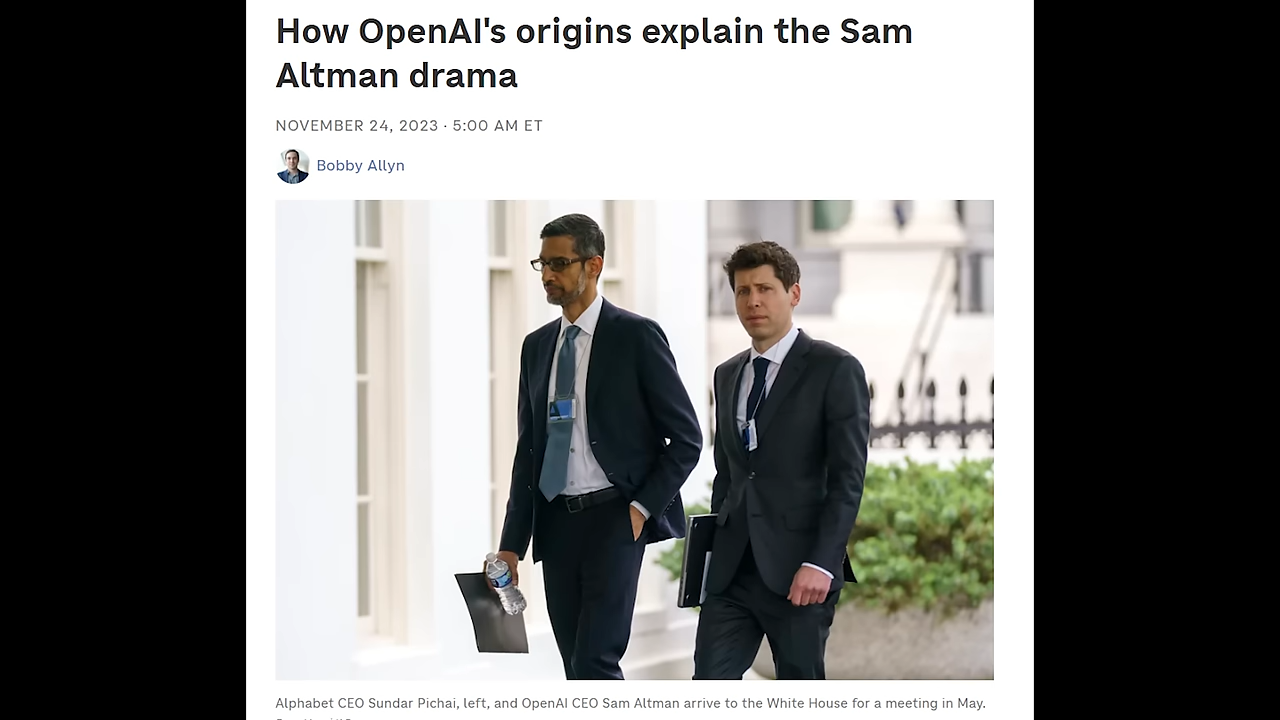 How OpenAI's origins explain the Sam
Altman drama
NOVEMBER 24, 2023 · 5:00 AM ET
Bobby Allyn
Alphabet CEO Sundar Pichai, left, and OpenAI CEO Sam Altman arrive to the White House for a meeting in May.